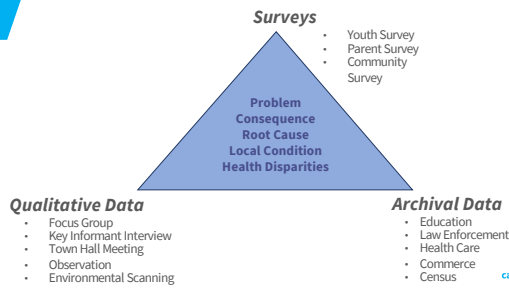 Surveys
• Youth Survey
• Parent Survey
• Community
Survey
Problem
Consequence
Root Cause
Local Condition
Health Disparities
Qualitative Data
• Focus Group
• Key Informant Interview
• Town Hall Meeting
• Observation
• Environmental Scanning
Archival Data
• Education
• Law Enforcement
• Health Care
• Commerce
• Census